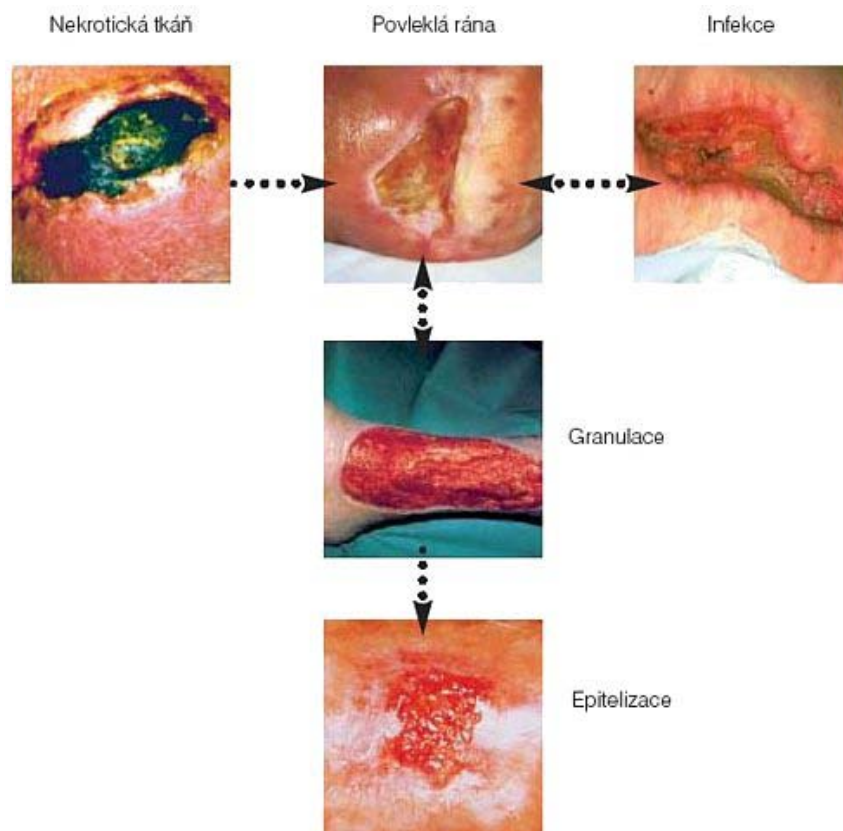 Nekrotická tkáň
Povleklá rána
Infekce
Granulace
Epitelizace